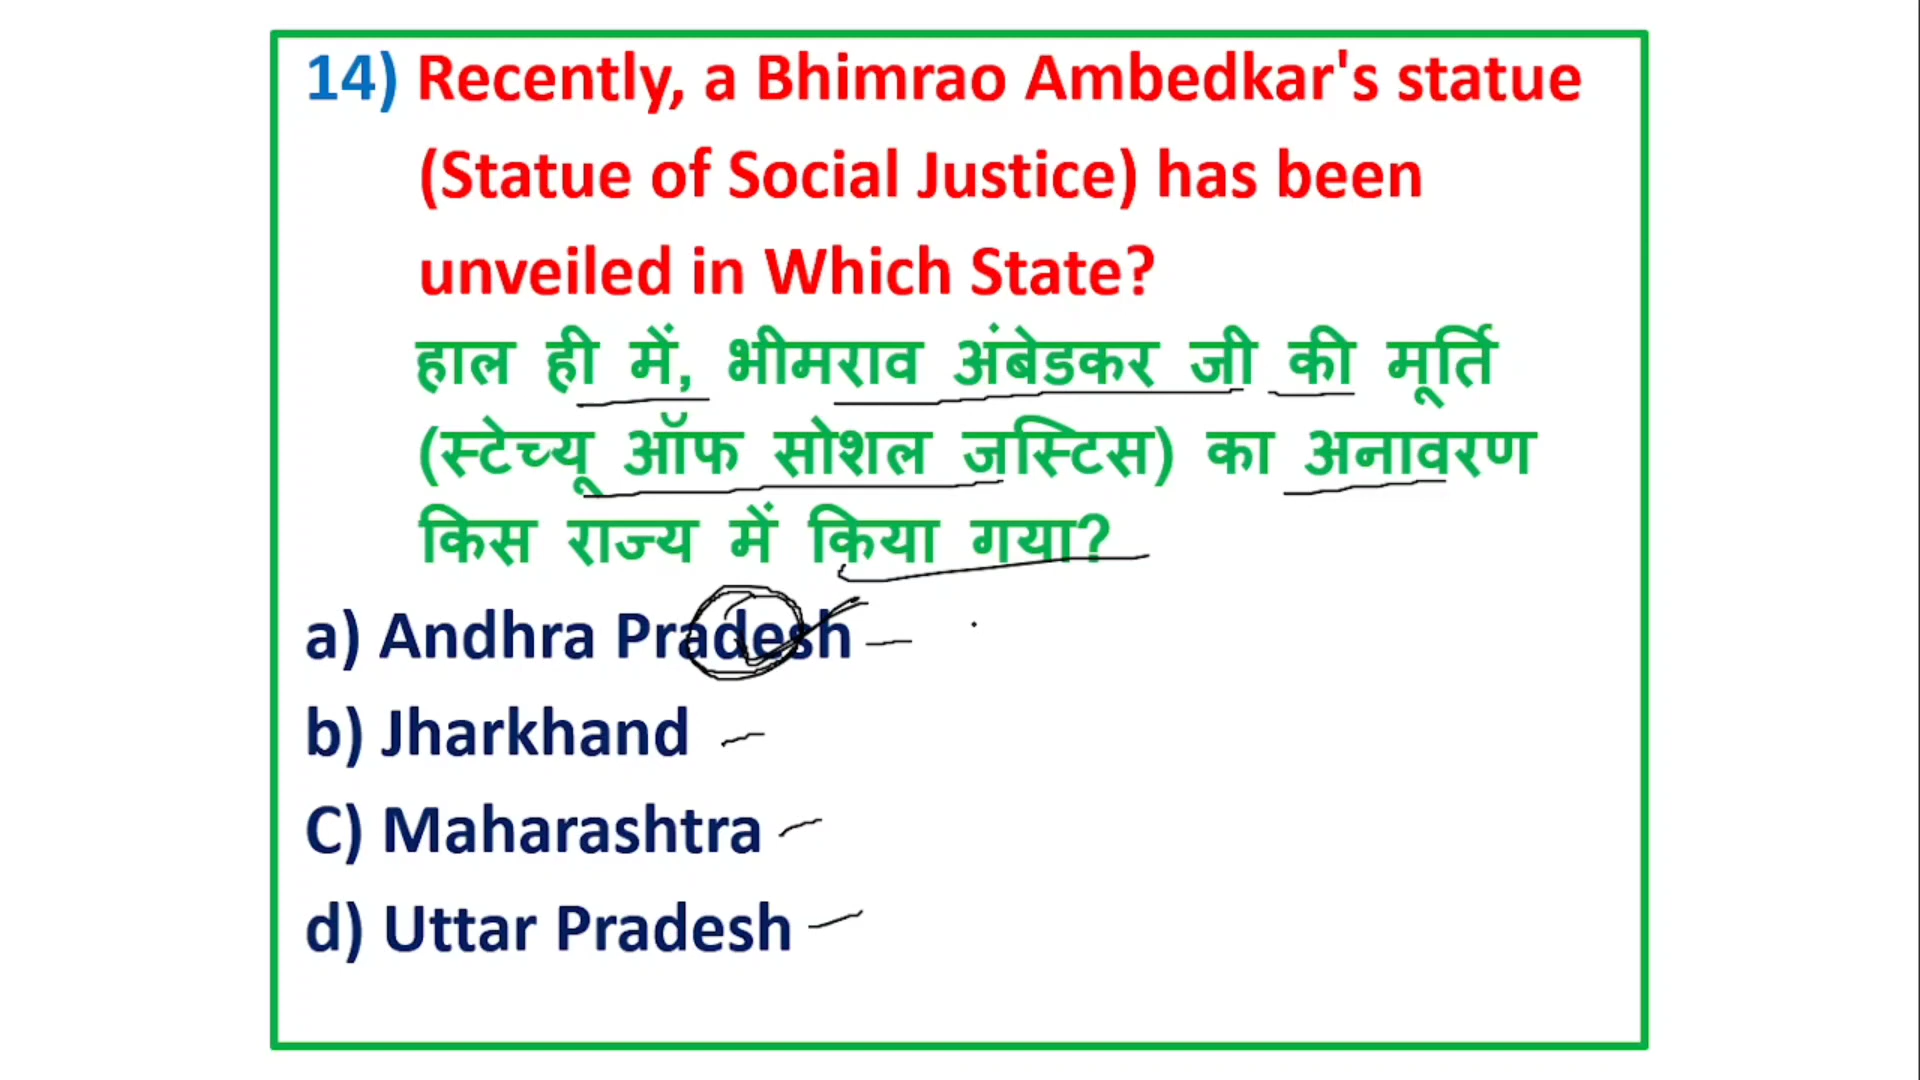 14) Recently, a Bhimrao Ambedkar's statue
(Statue of Social Justice) has been
unveiled in Which State?
हाल ही में, भीमराव अंबेडकर जी की मूर्ति
(स्टेच्यू ऑफ सोशल जस्टिस) का अनावरण
किस राज्य में किया गया?
a) Andhra Pradesh
b) Jharkhand
C) Maharashtra
d) Uttar Pradesh